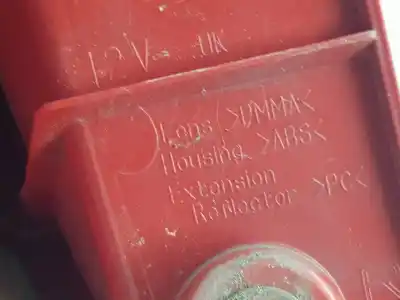 12V
Lens >PMMA<
Housing >ABS<
Extension
Reflector >PC<